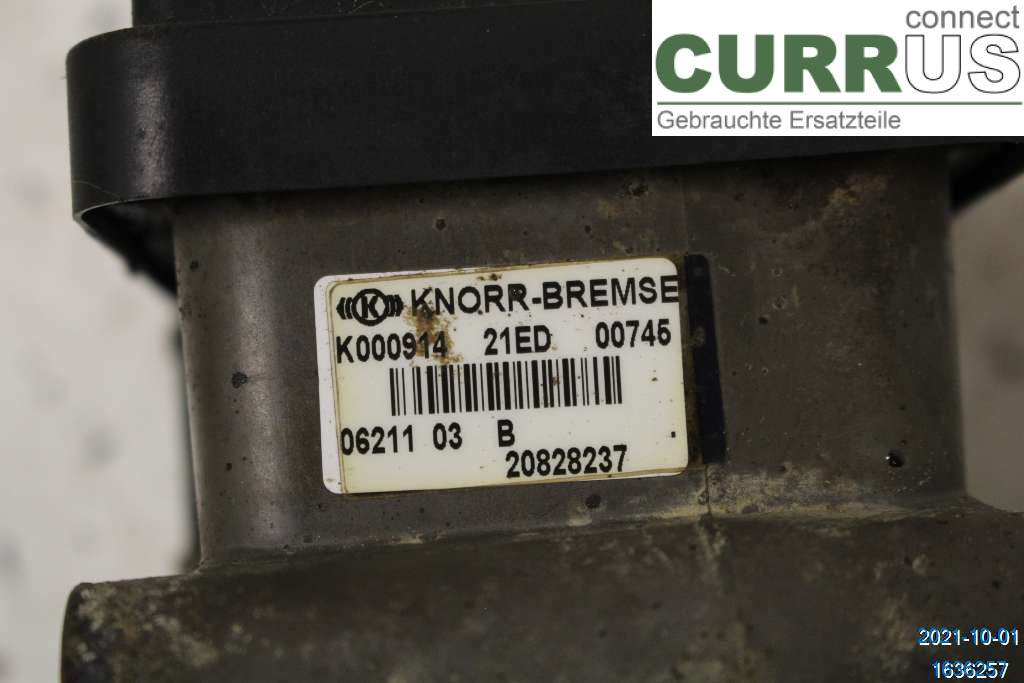 connect
CURRUS
Gebrauchte Ersatzteile
K KNORR-BREMSE
K000914 21ED 00745
06211 03 B
20828237
2021-10-01
1636257